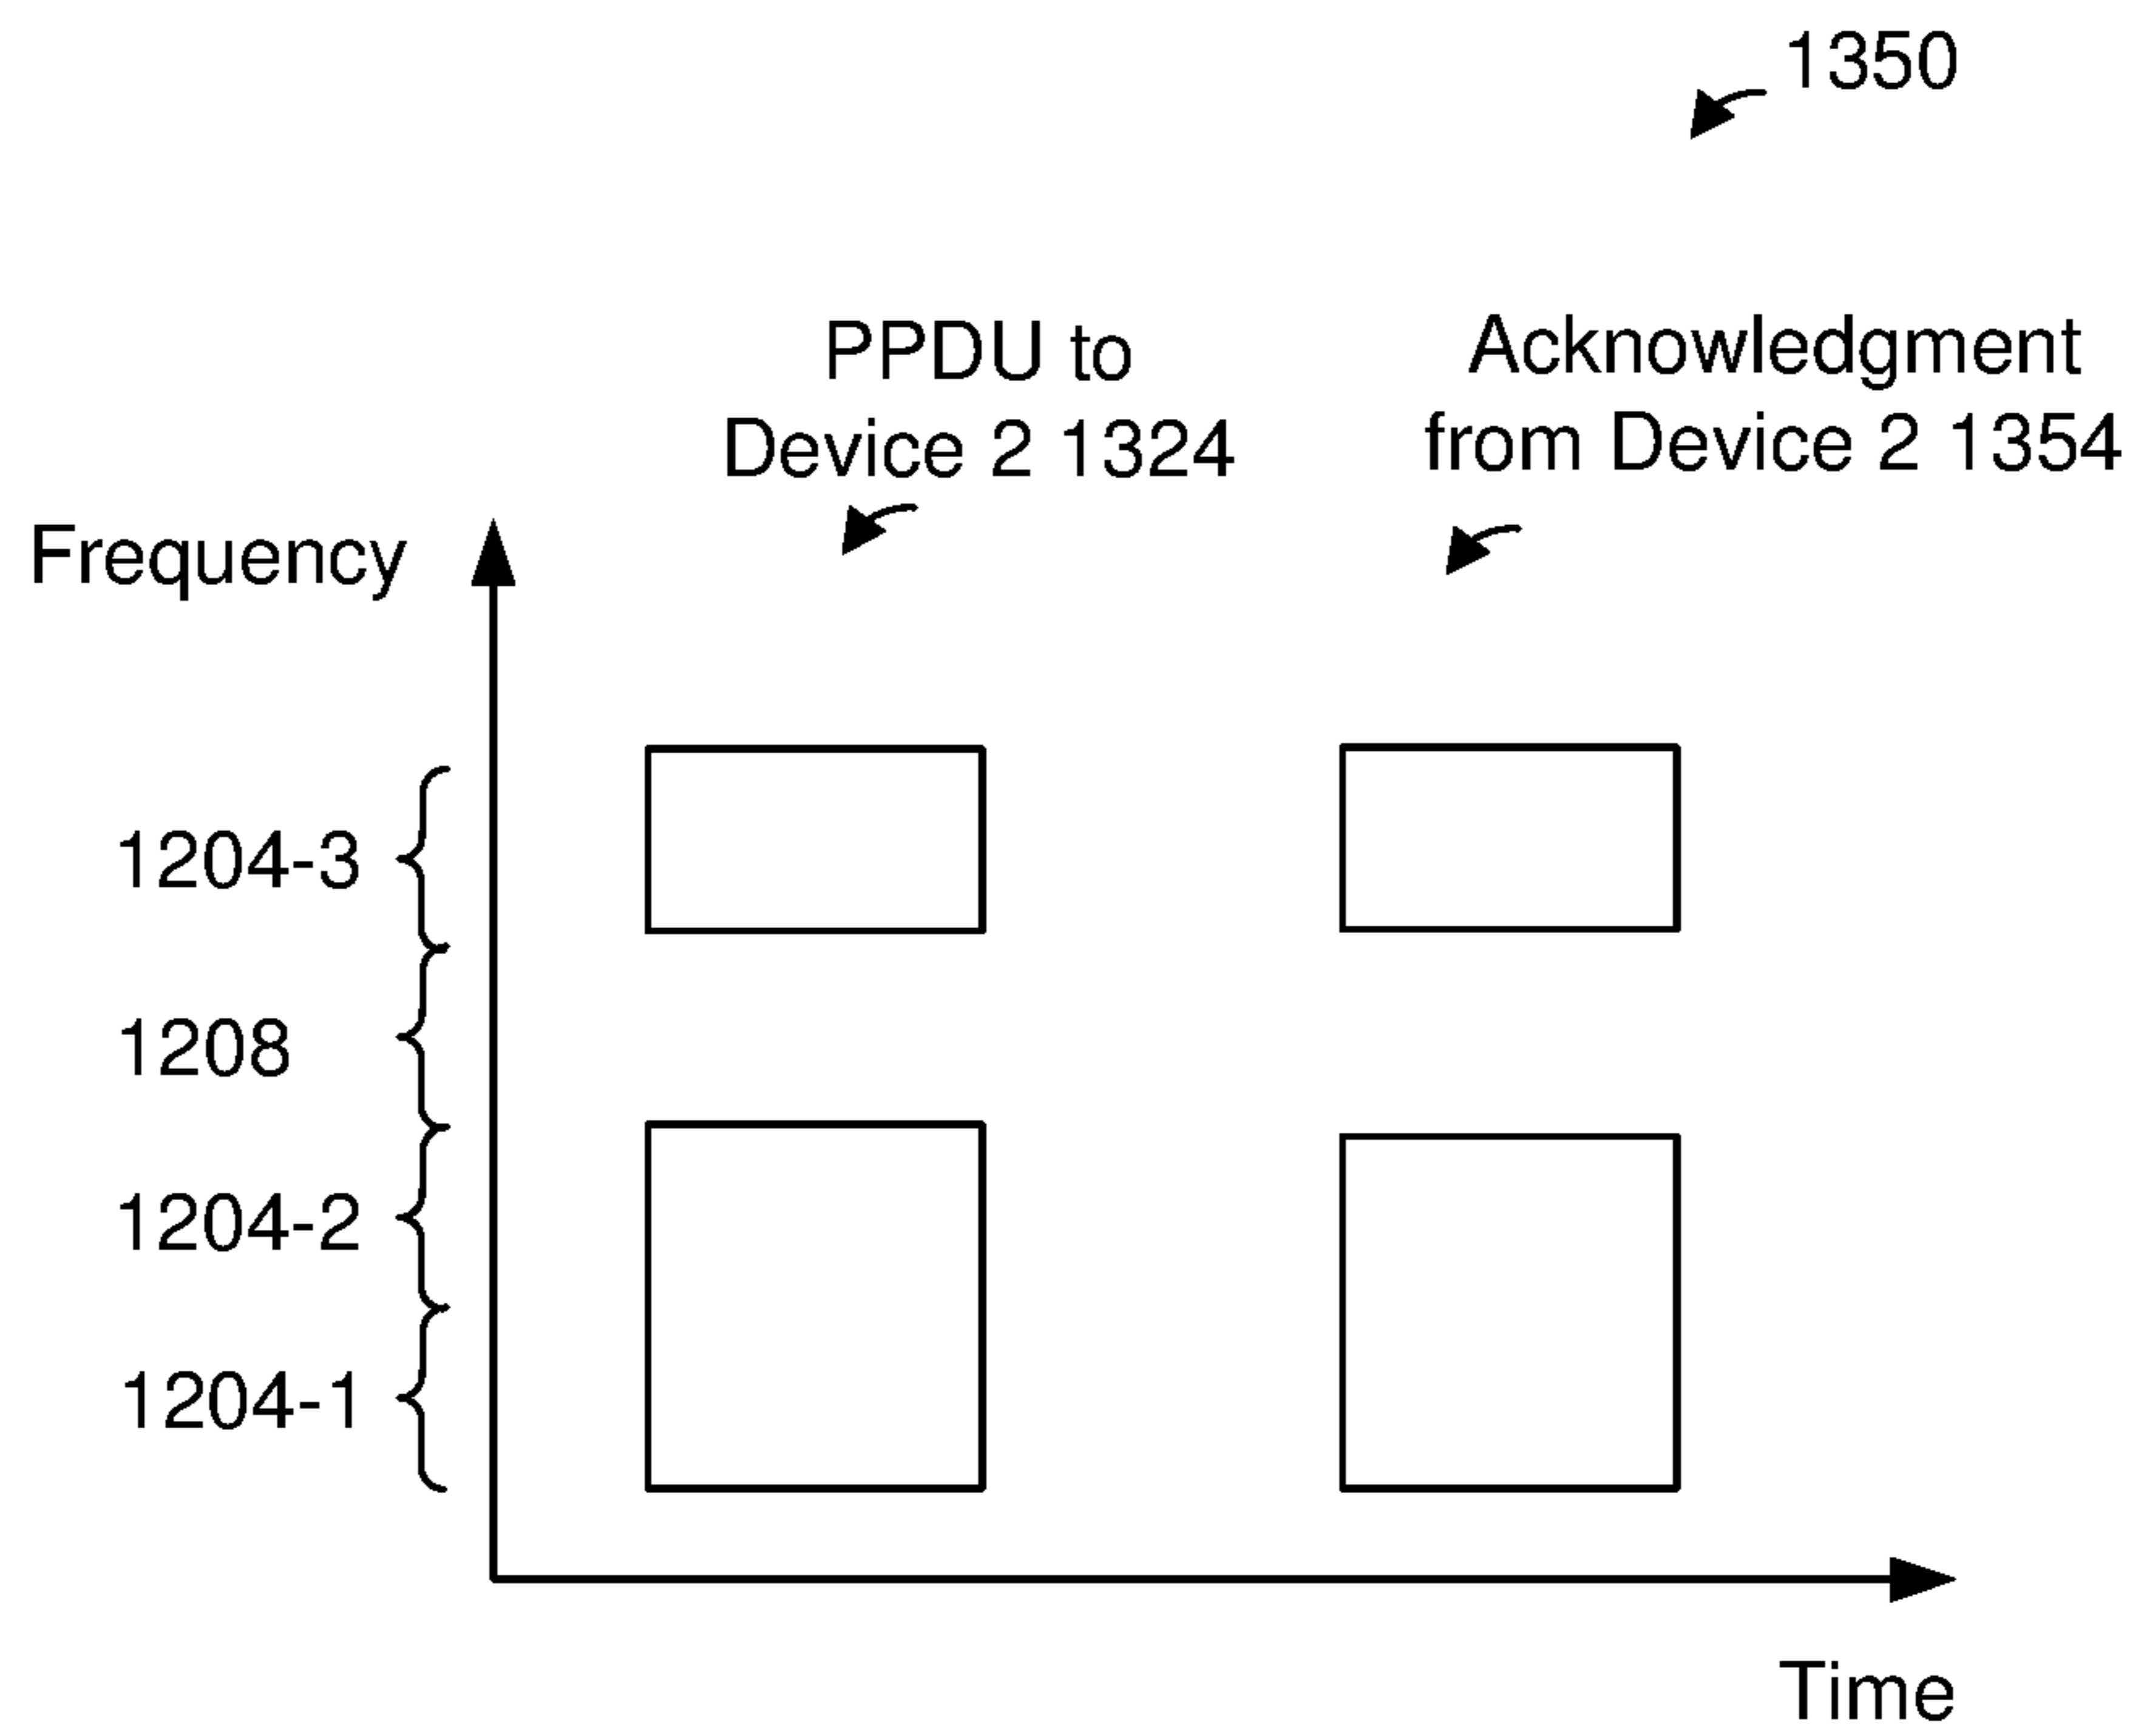 1350
PPDU to
Device 2 1324
Acknowledgment
from Device 2 1354
Frequency
1204-3
1208
1204-2
1204-1
Time